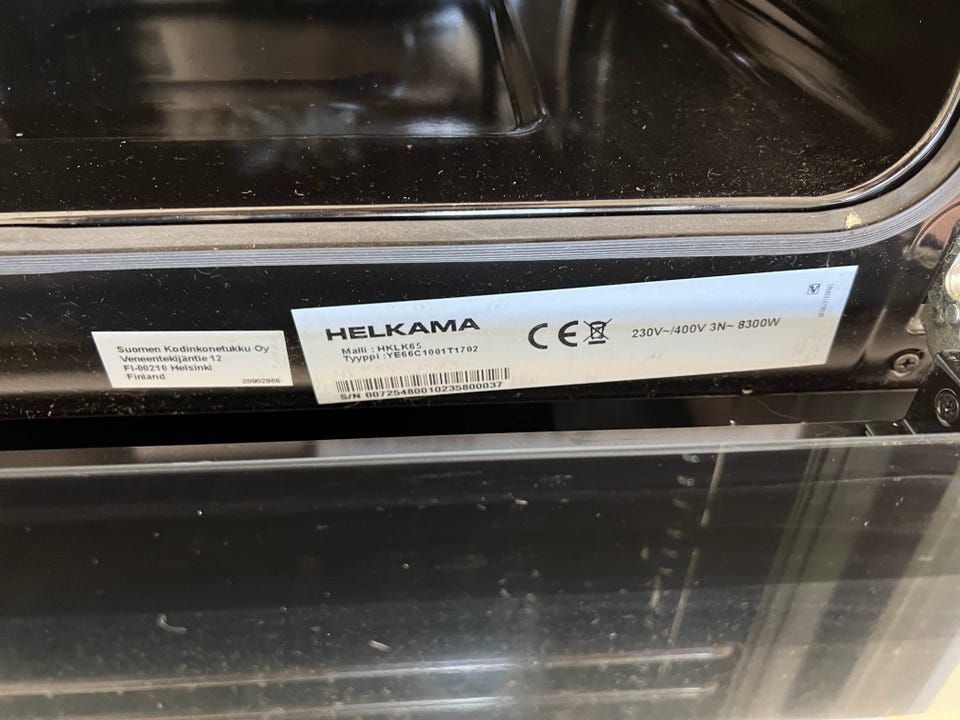 Suomen Kodinkonetukku Oy
Veneentekijäntie 12
FI-00210 Helsinki
Finland
20902966
HELKAMA
Malli : HKLK65
Tyyppi :YE66C1001T1702
S/N 00725480010235800037
CE
230V~/400V 3N~ 8300W